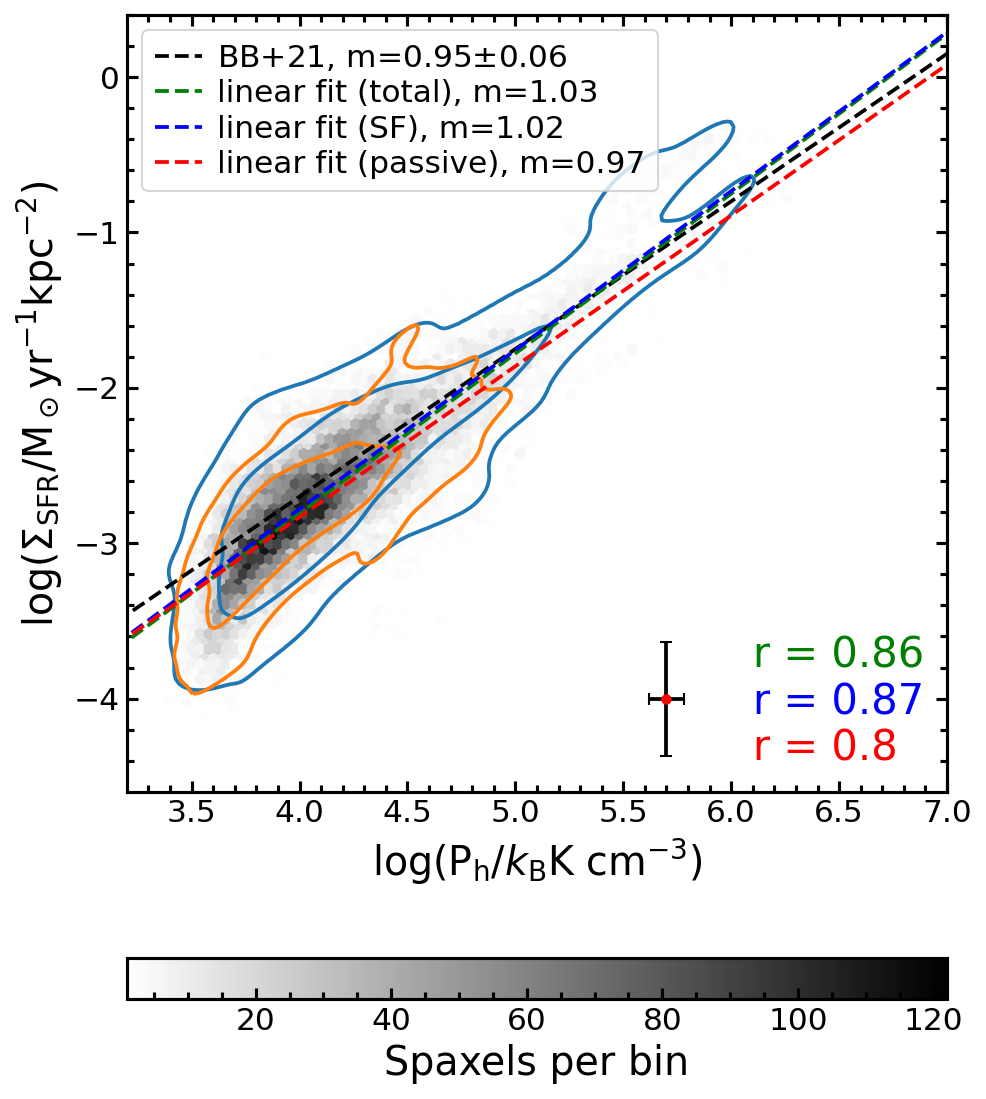 BB+21, m=0.95±0.06
linear fit (total), m=1.03
linear fit (SF), m=1.02
linear fit (passive), m=0.97
0
−1
−2
−3
−4
log(Σ_SFR/M_⊙yr⁻¹kpc⁻²)
r = 0.86
r = 0.87
r = 0.8
3.5 4.0 4.5 5.0 5.5 6.0 6.5 7.0
log(P_h/k_BK cm⁻³)
20 40 60 80 100 120
Spaxels per bin